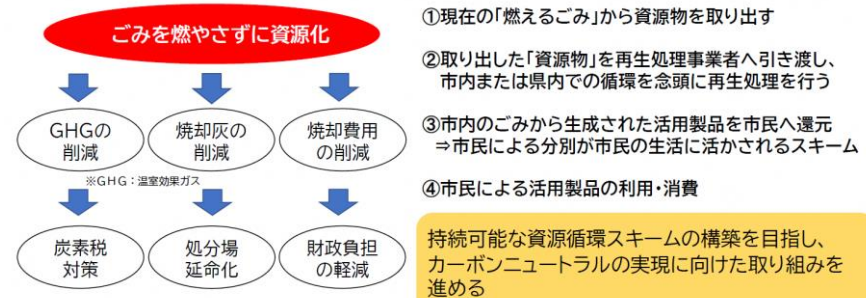 ごみを燃やさずに資源化
GHGの
削減
焼却灰の
削減
焼却費用
の削減
※GHG：温室効果ガス
炭素税
対策
処分場
延命化
財政負担
の軽減
①現在の「燃えるごみ」から資源物を取り出す
②取り出した「資源物」を再生処理事業者へ引き渡し、
市内または県内での循環を念頭に再生処理を行う
③市内のごみから生成された活用製品を市民へ還元
⇒市民による分別が市民の生活に活かされるスキーム
④市民による活用製品の利用・消費
持続可能な資源循環スキームの構築を目指し、
カーボンニュートラルの実現に向けた取り組みを
進める